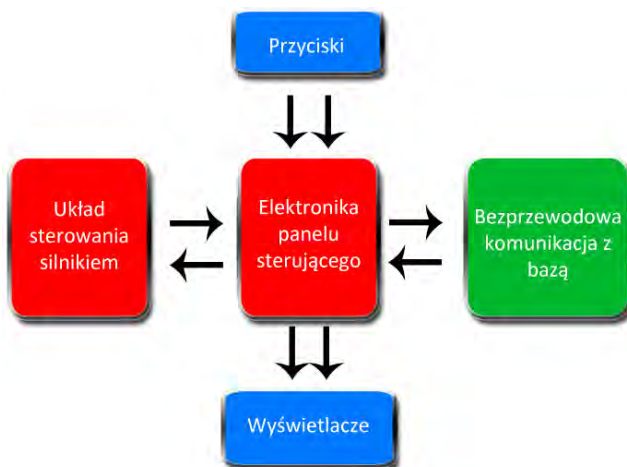 Przyciski
Układ
sterowania
silnikiem
Elektronika
panelu
sterującego
Bezprzewodowa
komunikacja z
bazą
Wyświetlacze